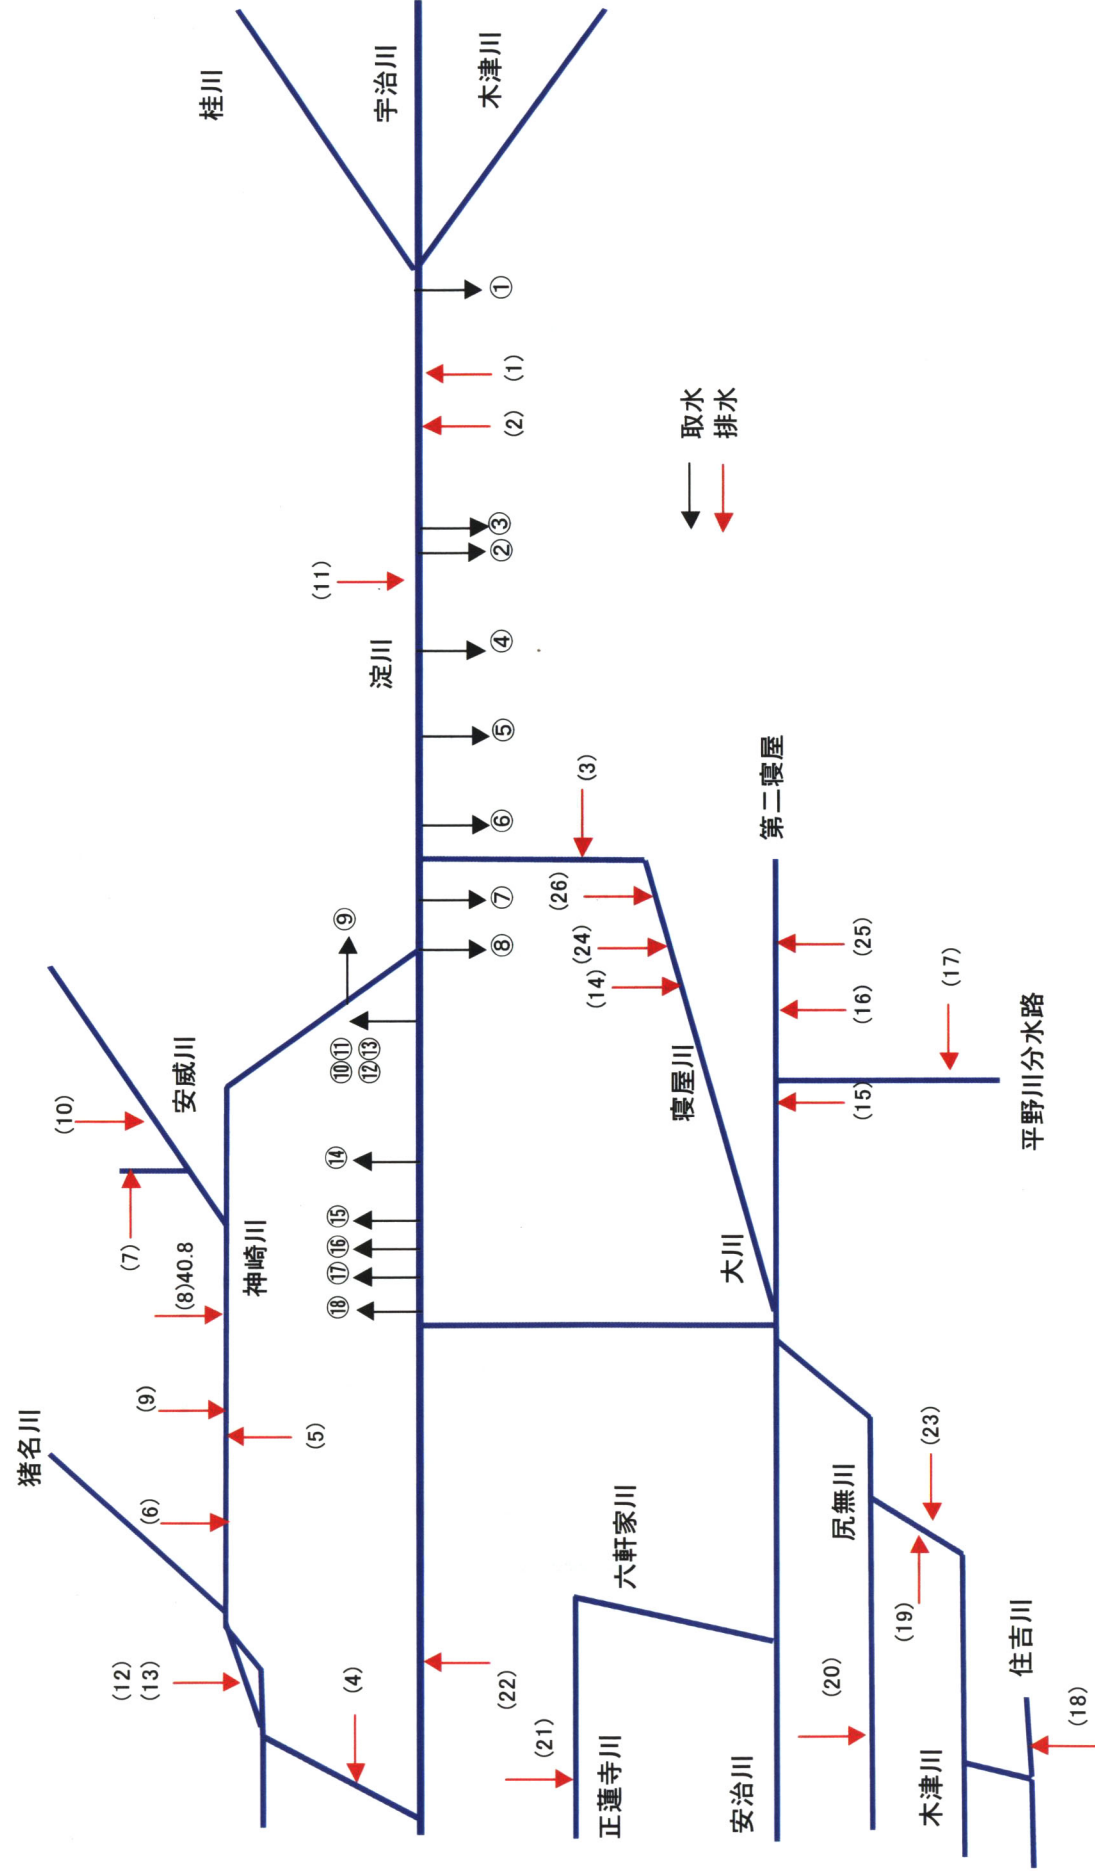 桂川
宇治川
木津川
①
(1)
(2)
③
②
(11)
淀川
④
⑤
⑥
⑦
⑧
⑨
⑩⑪
⑫⑬
⑭
⑮
⑯
⑰
⑱
取水
排水
(3)
(26)
(24)
(14)
寝屋川
第二寝屋
(25)
(16)
(15)
(17)
平野川分水路
大川
安威川
(10)
(7)
神崎川
(8)40.8
(9)
(5)
(6)
猪名川
(12)
(13)
(4)
(22)
六軒家川
(21)
正蓮寺川
安治川
尻無川
(20)
(23)
(19)
木津川
住吉川
(18)